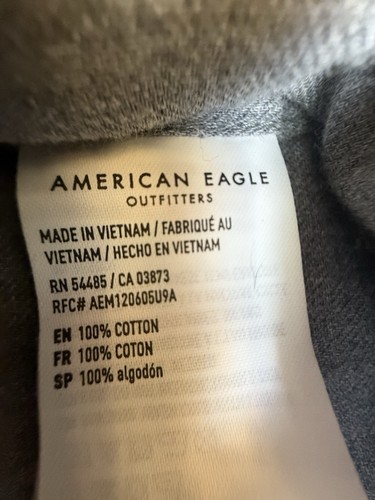 AMERICAN EAGLE
OUTFITTERS
MADE IN VIETNAM / FABRIQUÉ AU
VIETNAM / HECHO EN VIETNAM
RN 54485 / CA 03873
RFC# AEM120605U9A
EN 100% COTTON
FR 100% COTON
SP 100% algodón